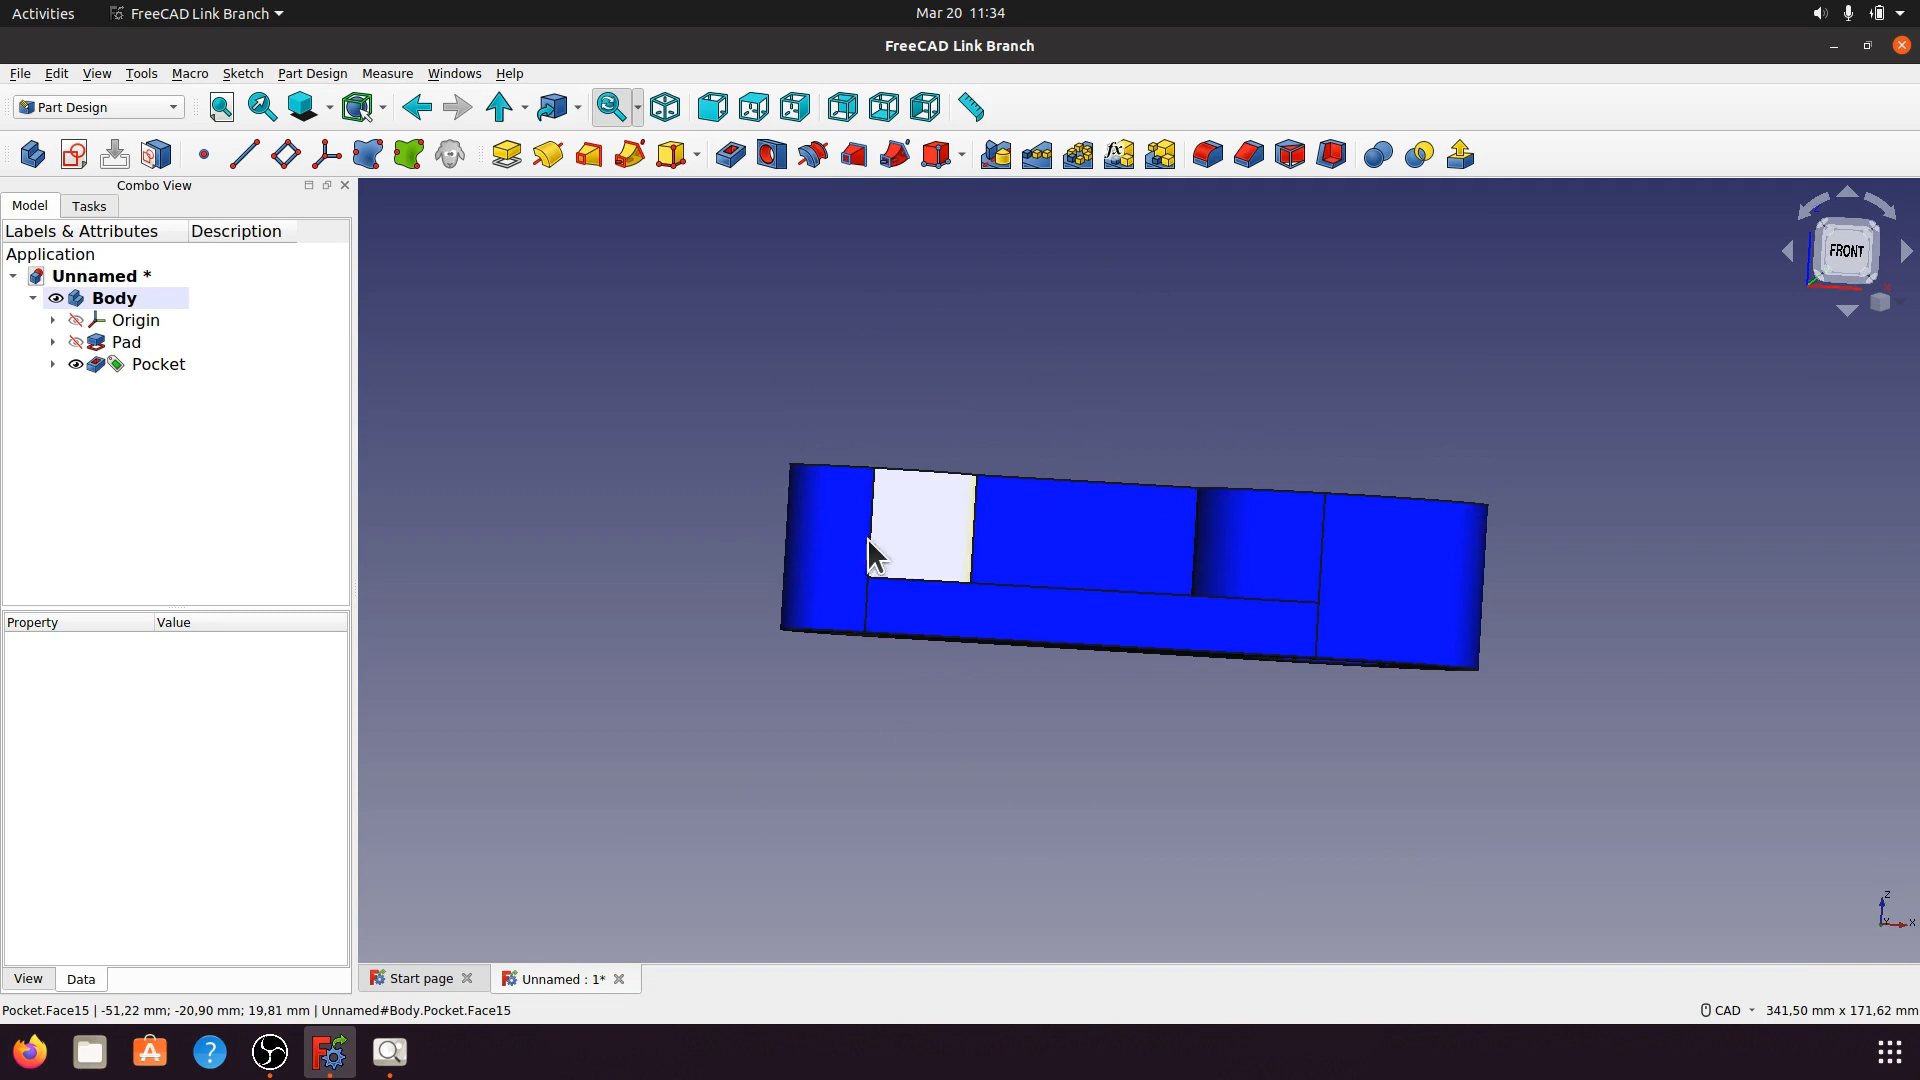 Activities FreeCAD Link Branch Mar 20 11:34
FreeCAD Link Branch
File Edit View Tools Macro Sketch Part Design Measure Windows Help
Part Design
Combo View
Model Tasks
Labels & Attributes Description
Application
Unnamed *
Body
Origin
Pad
Pocket
FRONT
Property Value
View Data
Start page Unnamed : 1*
Z
Y X
Pocket.Face15 | -51,22 mm; -20,90 mm; 19,81 mm | Unnamed#Body.Pocket.Face15
CAD 341,50 mm x 171,62 mm